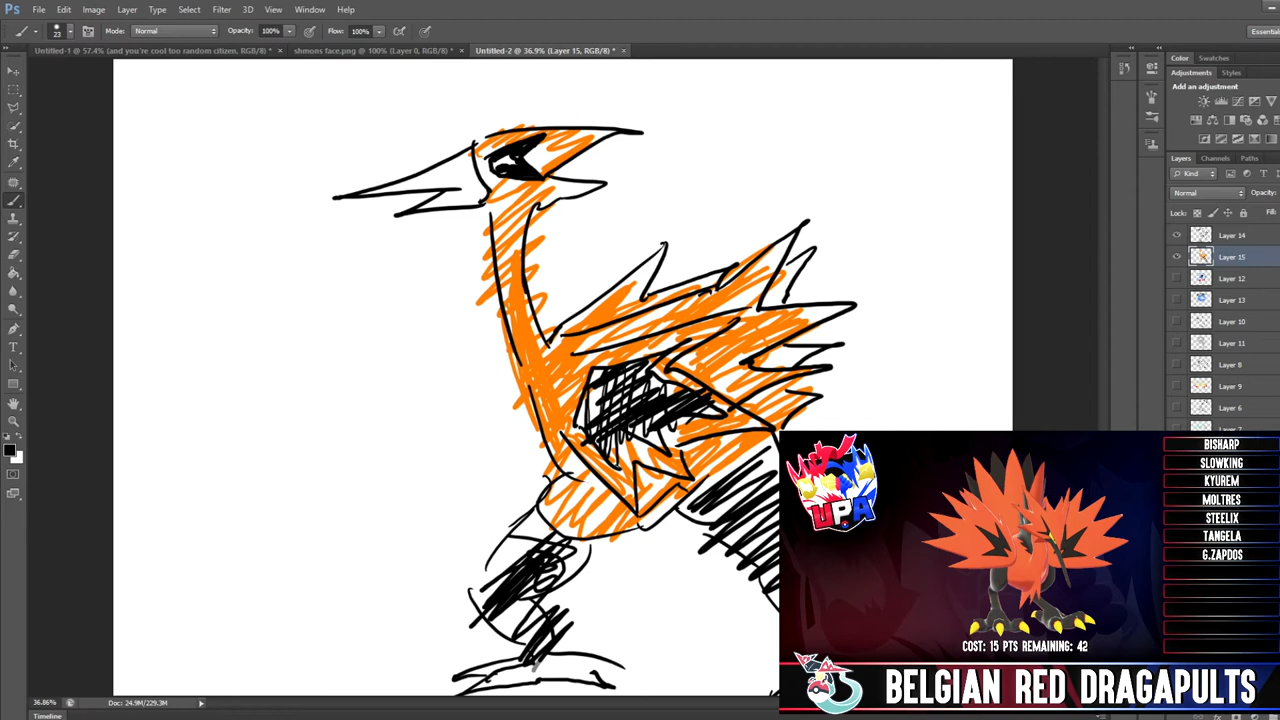 Ps File Edit Image Layer Type Select Filter 3D View Window Help
23 Mode: Normal Opacity: 100% Flow: 100% Essentia
Untitled-1 @ 57.4% (and you're cool too random citizen, RGB/8) * × shmons face.png @ 100% (Layer 0, RGB/8) * × Untitled-2 @ 36.9% (Layer 15, RGB/8) * ×
Color Swatches
Adjustments Styles
Add an adjustment
Layers Channels Paths
Kind
Normal Opacity:
Lock: Fill:
Layer 14
Layer 15
Layer 12
Layer 13
Layer 10
Layer 11
Layer 8
Layer 9
Layer 6
UPA
BISHARP
SLOWKING
KYUREM
MOLTRES
STEELIX
TANGELA
G.ZAPDOS
COST: 15 PTS REMAINING: 42
BELGIAN RED DRAGAPULTS
36.86% Doc: 24.9M/229.3M
Timeline